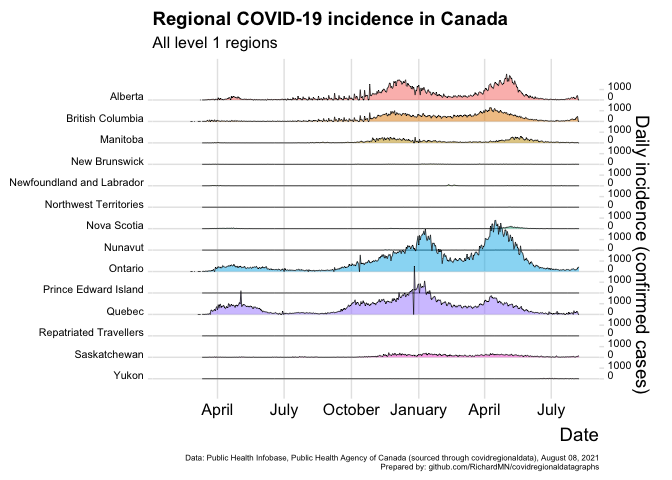 Regional COVID-19 incidence in Canada
All level 1 regions
Alberta
British Columbia
Manitoba
New Brunswick
Newfoundland and Labrador
Northwest Territories
Nova Scotia
Nunavut
Ontario
Prince Edward Island
Quebec
Repatriated Travellers
Saskatchewan
Yukon
1000
0
1000
0
1000
0
1000
0
1000
0
1000
0
1000
0
1000
0
1000
0
1000
0
1000
0
1000
0
1000
0
1000
0
Daily incidence (confirmed cases)
April July October January April July
Date
Data: Public Health Infobase, Public Health Agency of Canada (sourced through covidregionaldata), August 08, 2021
Prepared by: github.com/RichardMN/covidregionaldatagraphs